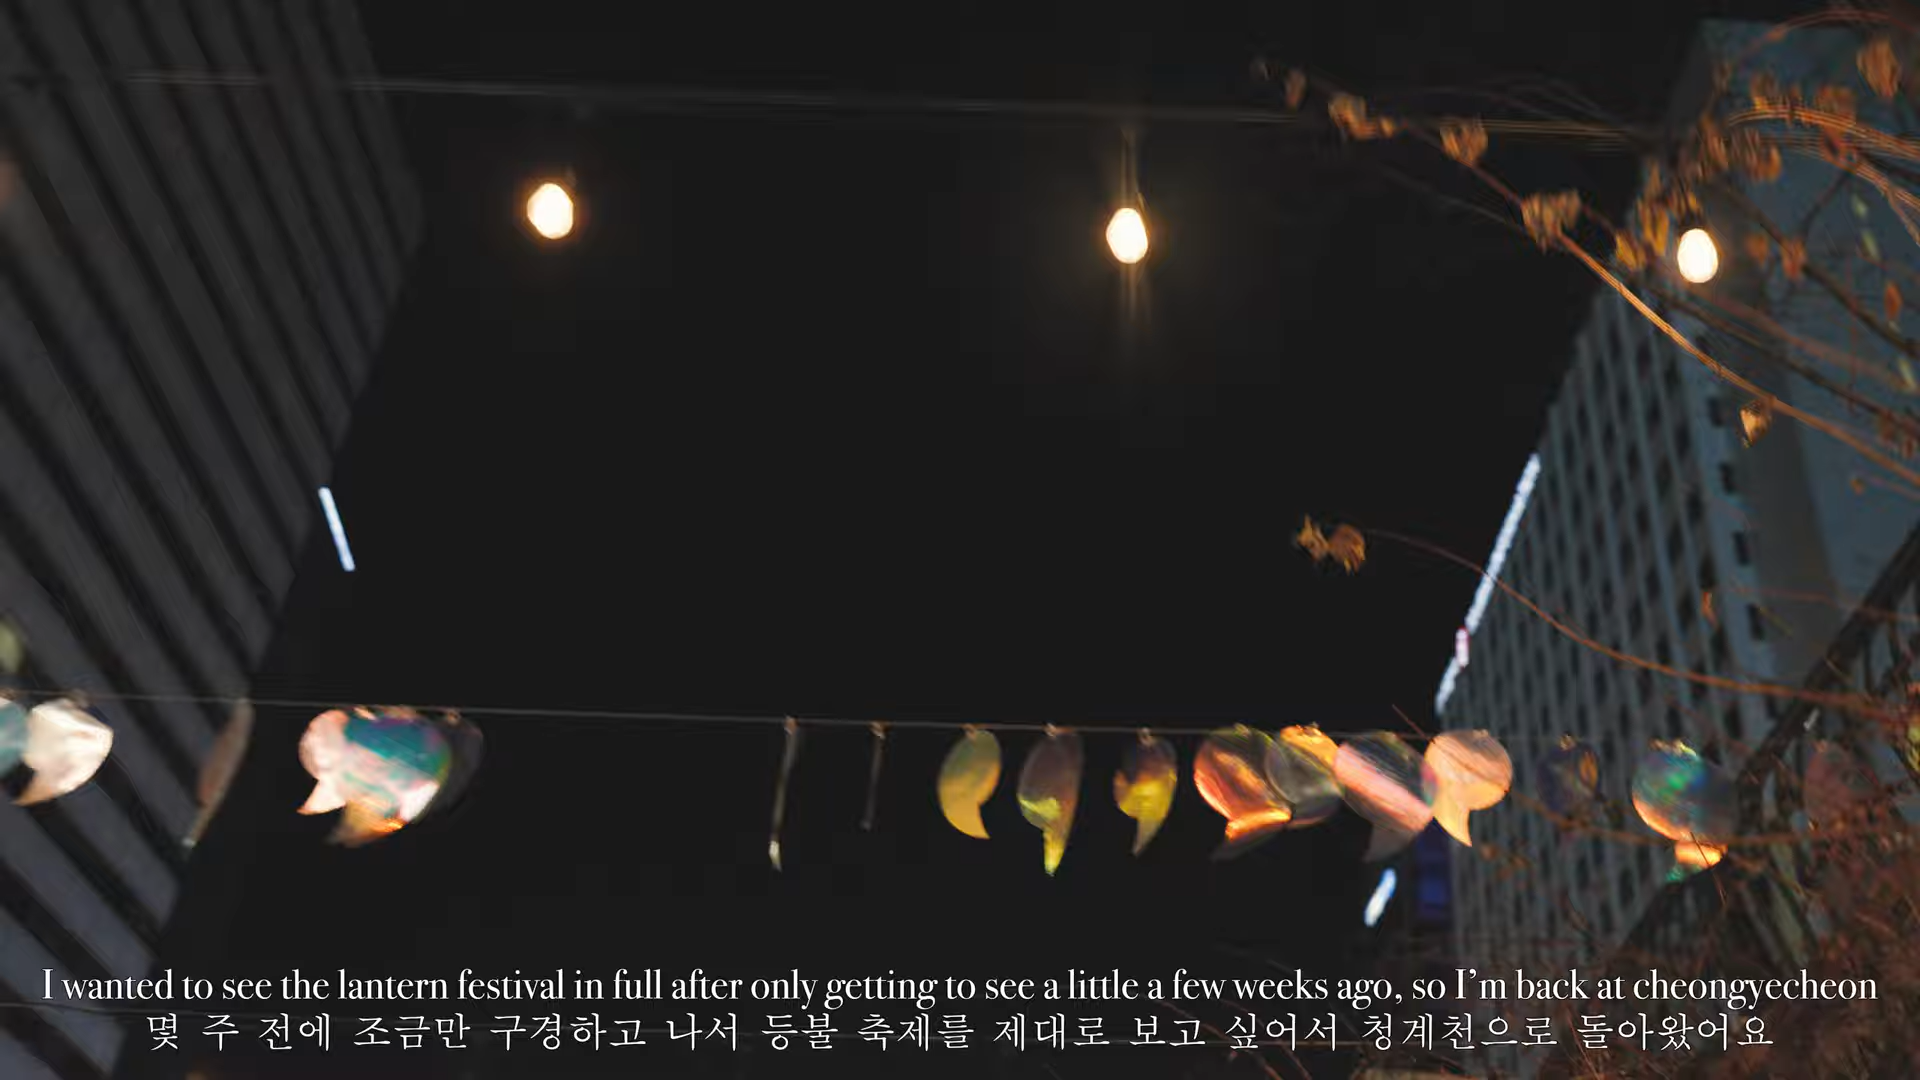 I wanted to see the lantern festival in full after only getting to see a little a few weeks ago, so I'm back at cheongyecheon
몇 주 전에 조금만 구경하고 나서 등불 축제를 제대로 보고 싶어서 청계천으로 돌아왔어요